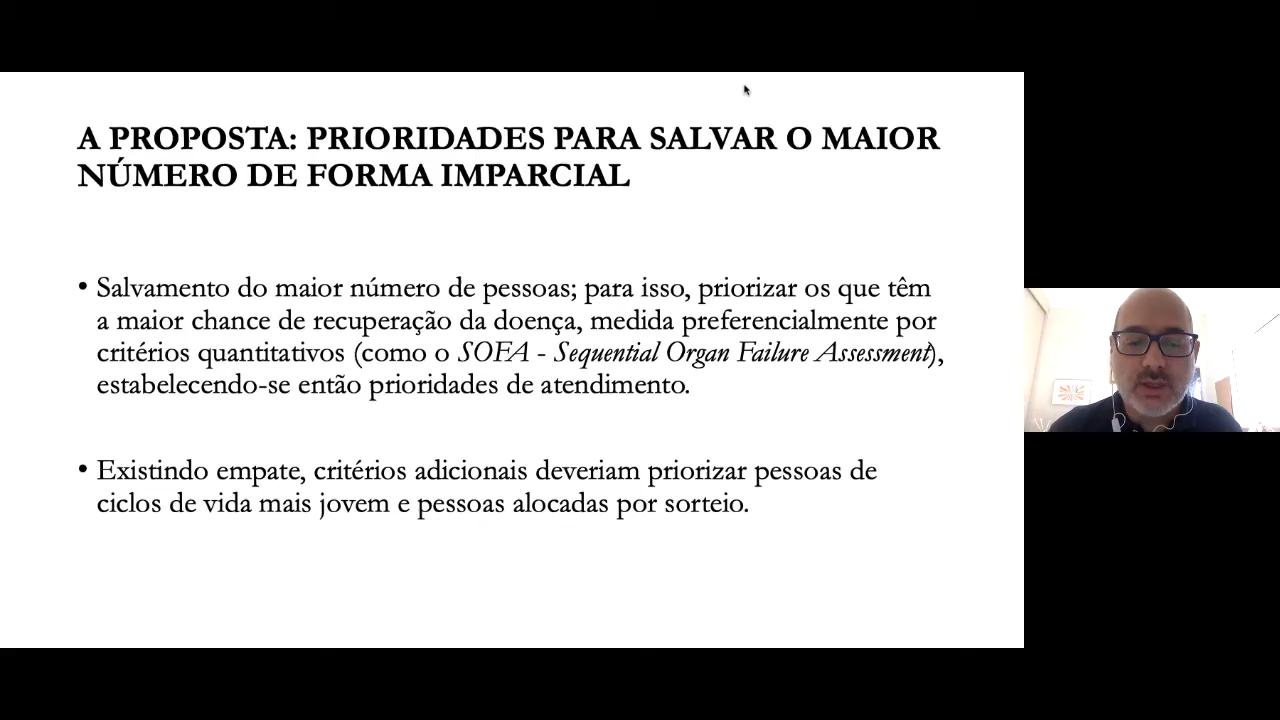 A PROPOSTA: PRIORIDADES PARA SALVAR O MAIOR
NÚMERO DE FORMA IMPARCIAL
• Salvamento do maior número de pessoas; para isso, priorizar os que têm
a maior chance de recuperação da doença, medida preferencialmente por
critérios quantitativos (como o SOFA - Sequential Organ Failure Assessment),
estabelecendo-se então prioridades de atendimento.
• Existindo empate, critérios adicionais deveriam priorizar pessoas de
ciclos de vida mais jovem e pessoas alocadas por sorteio.